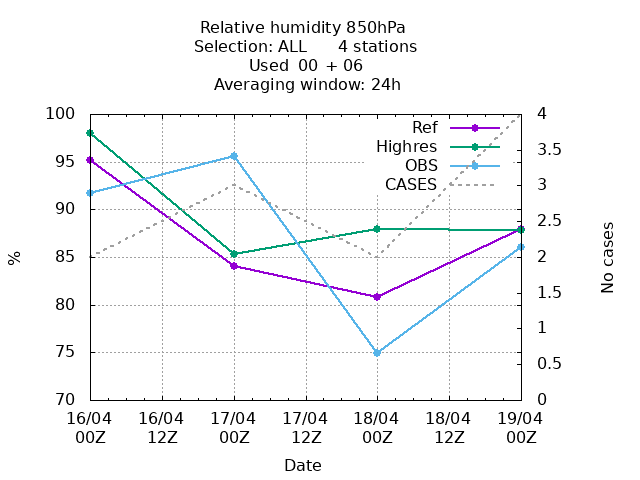 Relative humidity 850hPa
Selection: ALL 4 stations
Used 00 + 06
Averaging window: 24h
100
95
90
85
80
75
70
%
4
3.5
3
2.5
2
1.5
1
0.5
0
No cases
Ref
Highres
OBS
CASES
16/04 16/04 17/04 17/04 18/04 18/04 19/04
00Z 12Z 00Z 12Z 00Z 12Z 00Z
Date